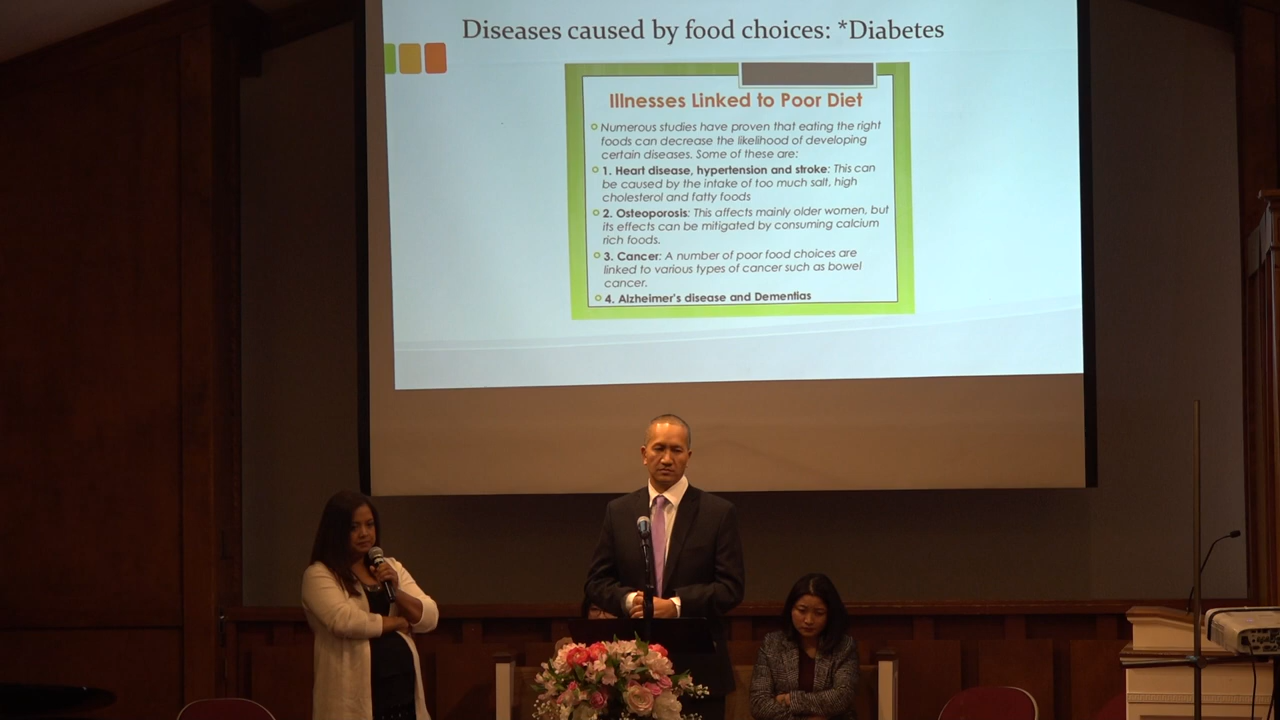 Diseases caused by food choices: *Diabetes
Illnesses Linked to Poor Diet
Numerous studies have proven that eating the right
foods can decrease the likelihood of developing
certain diseases. Some of these are:
1. Heart disease, hypertension and stroke: This can
be caused by the intake of too much salt, high
cholesterol and fatty foods
2. Osteoporosis: This affects mainly older women, but
its effects can be mitigated by consuming calcium
rich foods.
3. Cancer: A number of poor food choices are
linked to various types of cancer such as bowel
cancer.
4. Alzheimer's disease and Dementias